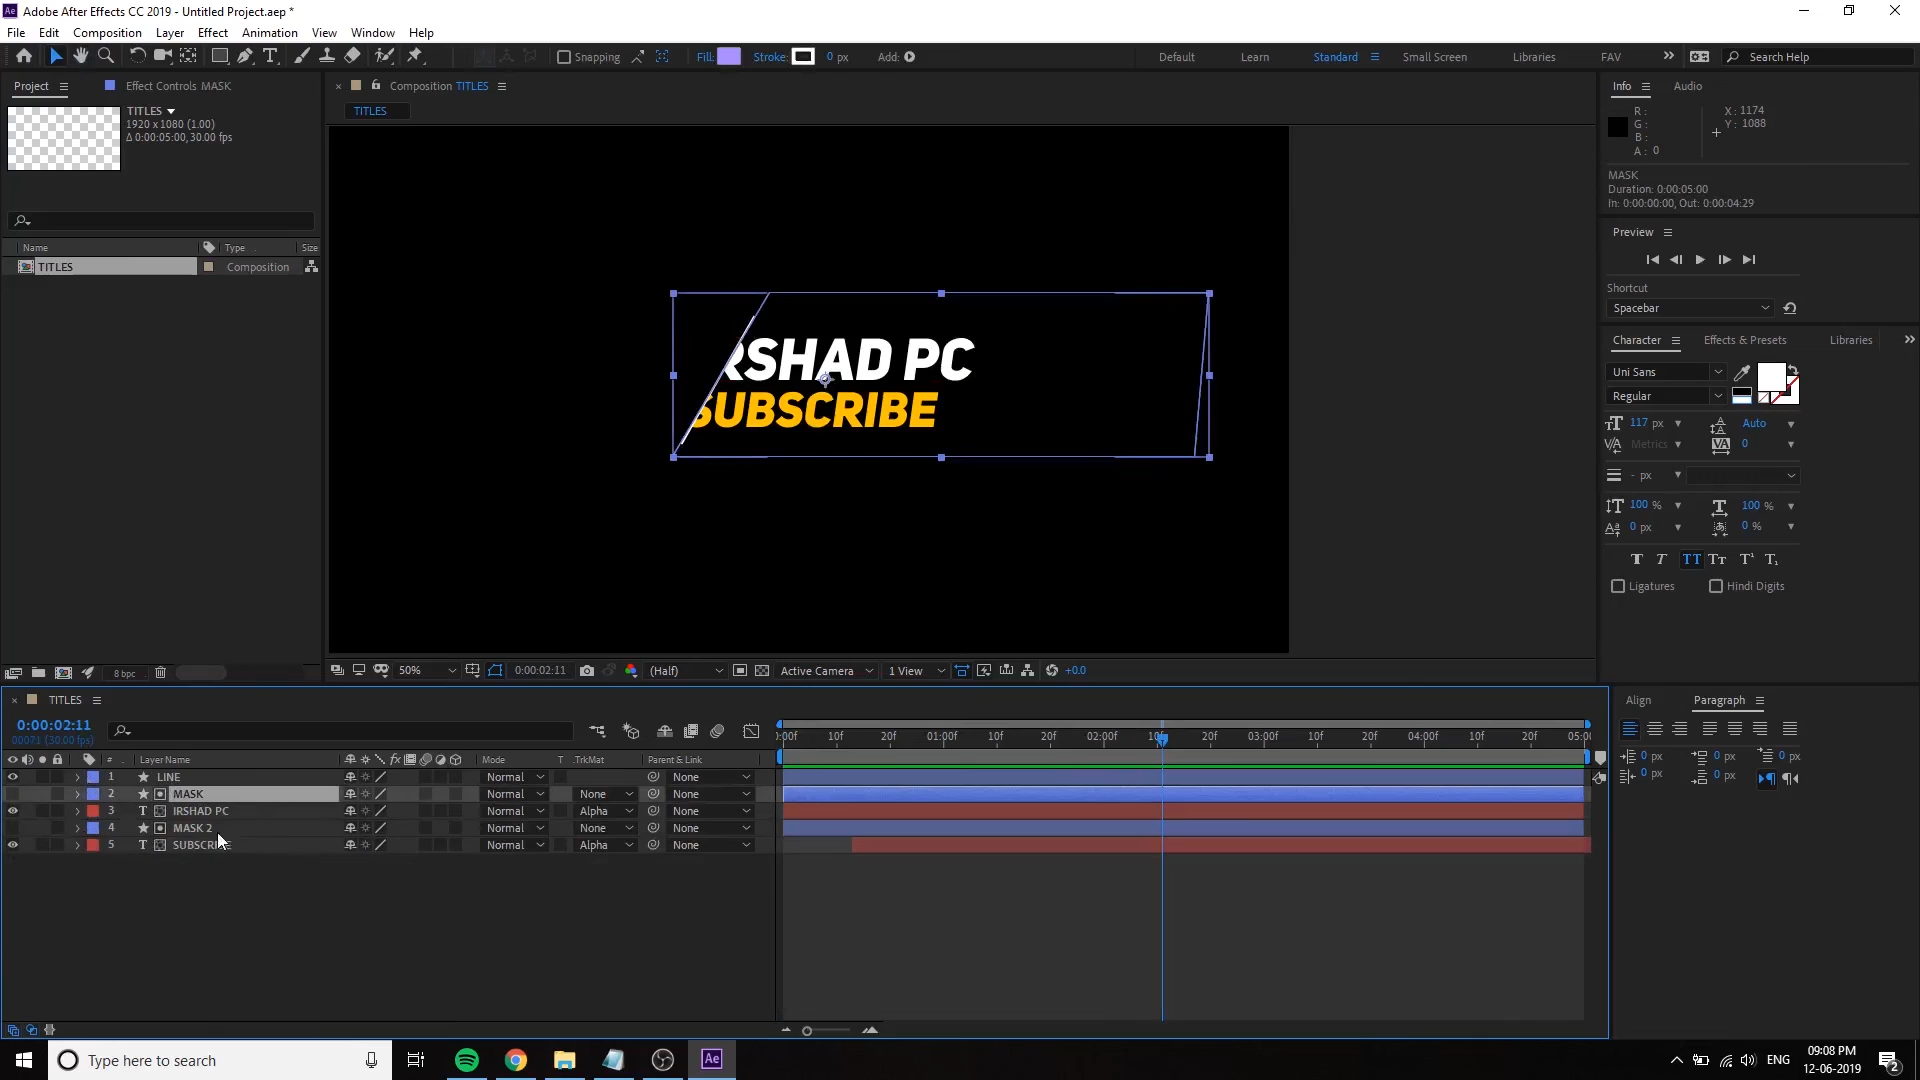 Ae Adobe After Effects CC 2019 - Untitled Project.aep *
File Edit Composition Layer Effect Animation View Window Help
Snapping Fill: Stroke: 0 px Add: Default Learn Standard Small Screen Libraries FAV Search Help
Project Effect Controls MASK
TITLES
1920 x 1080 (1.00)
Δ 0:00:05:00, 30.00 fps
Name Type Size
TITLES Composition
8 bpc
Composition TITLES
TITLES
RSHAD PC
SUBSCRIBE
50% 0:00:02:11 (Half) Active Camera 1 View +0.0
Info Audio
R: X: 1174
G: Y: 1088
B:
A: 0
MASK
Duration: 0:00:05:00
In: 0:00:00:00, Out: 0:00:04:29
Preview
Shortcut
Spacebar
Character Effects & Presets Libraries
Uni Sans
Regular
117 px Auto
Metrics 0
- px
100 % 100 %
0 px 0 %
T T TT Tт T¹ T₁
Ligatures Hindi Digits
TITLES
0:00:02:11
00071 (30.00 fps)
:00f 10f 20f 01:00f 10f 20f 02:00f 10f 20f 03:00f 10f 20f 04:00f 10f 20f 05:00
# Layer Name Mode T .TrkMat Parent & Link
1 LINE Normal None
2 MASK Normal None None
3 T IRSHAD PC Normal Alpha None
4 MASK 2 Normal None None
5 T SUBSCRIBE Normal Alpha None
Align Paragraph
0 px 0 px 0 px
0 px 0 px
Type here to search
Ae
ENG
09:08 PM
12-06-2019
2